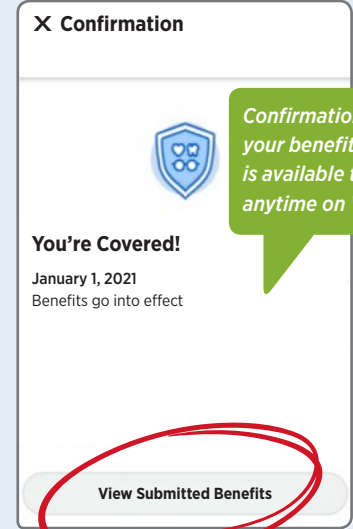 X Confirmation
your benefit
is available
anytime on
You're Covered!
January 1, 2021
Benefits go into effect
View Submitted Benefits